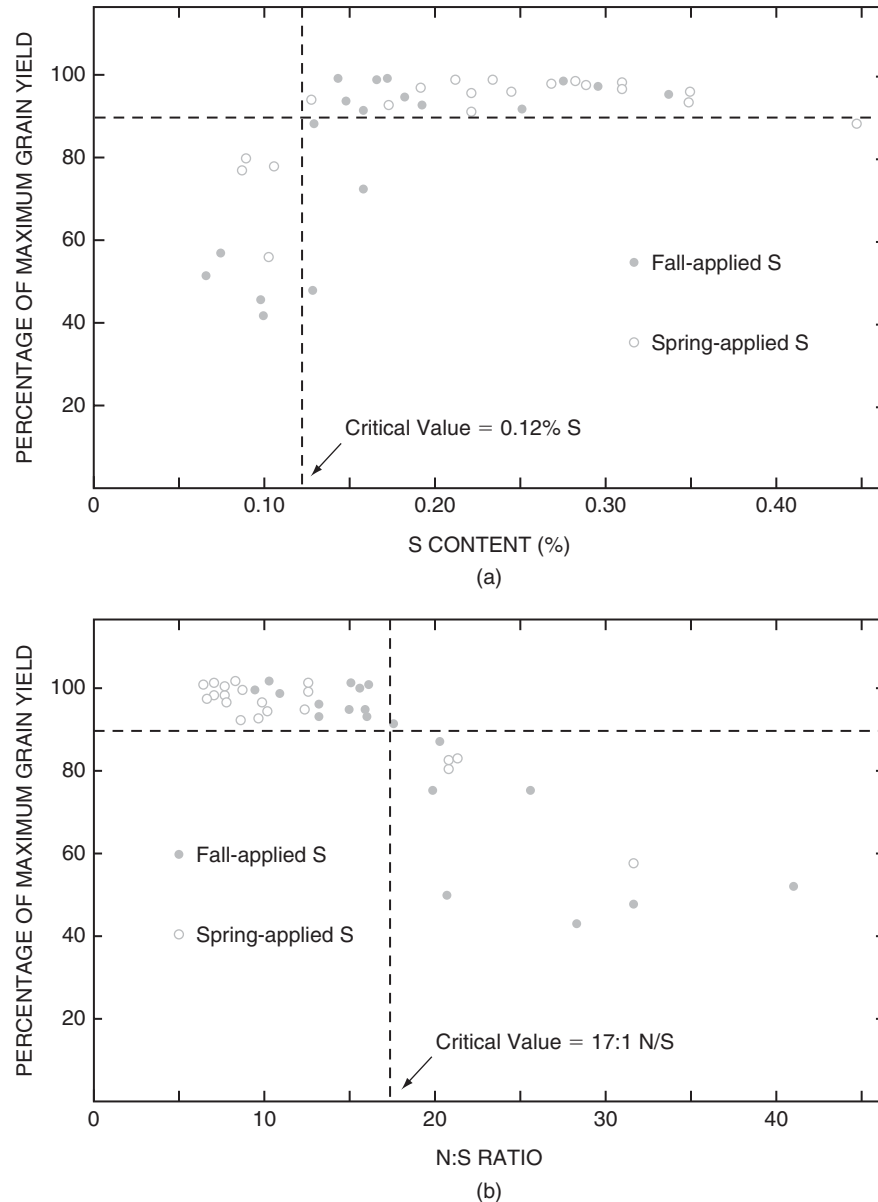 PERCENTAGE OF MAXIMUM GRAIN YIELD
100
80
60
40
20
Fall-applied S
Spring-applied S
Critical Value = 0.12% S
0 0.10 0.20 0.30 0.40
S CONTENT (%)
(a)
PERCENTAGE OF MAXIMUM GRAIN YIELD
100
80
60
40
20
Fall-applied S
Spring-applied S
Critical Value = 17:1 N/S
0 10 20 30 40
N:S RATIO
(b)